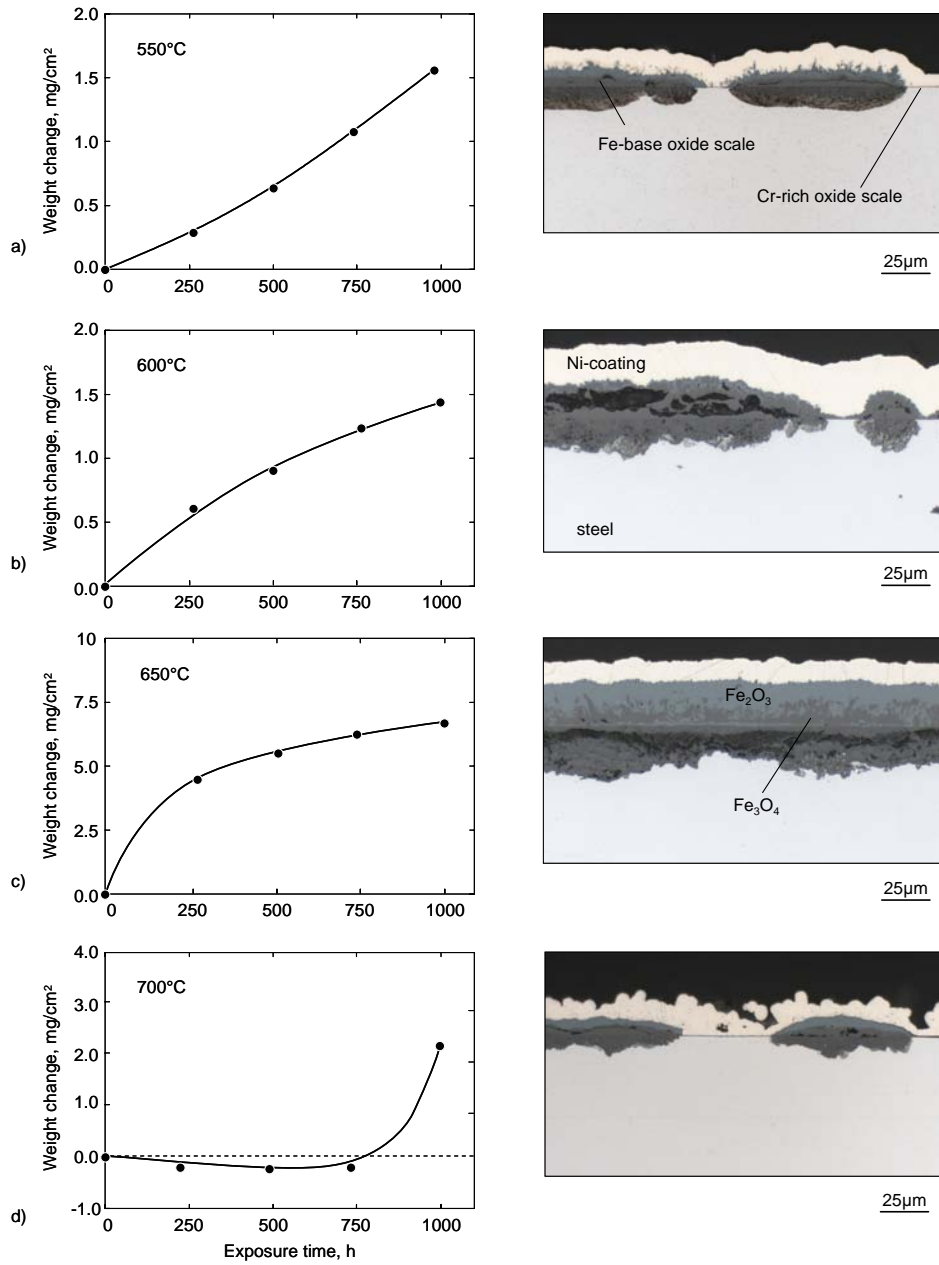 550°C
2.0
1.5
1.0
0.5
0.0
Weight change, mg/cm²
0
250
500
750
1000
a)
Fe-base oxide scale
Cr-rich oxide scale
25µm
600°C
2.0
1.5
1.0
0.5
0.0
Weight change, mg/cm²
0
250
500
750
1000
b)
Ni-coating
steel
25µm
650°C
10
7.5
5.0
2.5
0.0
Weight change, mg/cm²
0
250
500
750
1000
c)
Fe₂O₃
Fe₃O₄
25µm
700°C
4.0
3.0
2.0
1.0
0.0
-1.0
Weight change, mg/cm²
0
250
500
750
1000
d)
Exposure time, h
25µm